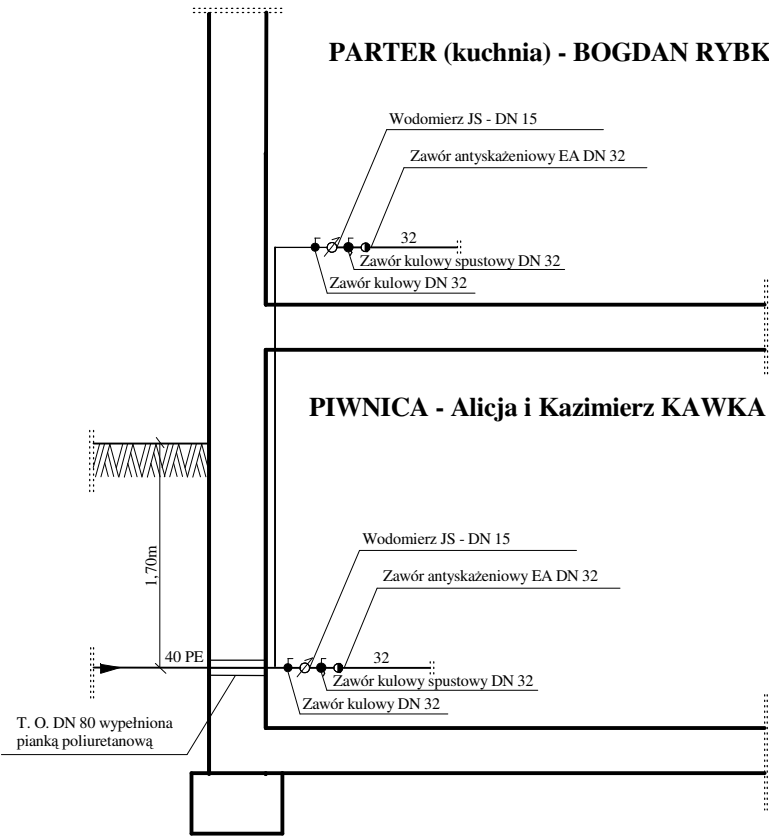 PARTER (kuchnia) - BOGDAN RYBK
Wodomierz JS - DN 15
Zawór antyskażeniowy EA DN 32
32
Zawór kulowy spustowy DN 32
Zawór kulowy DN 32
PIWNICA - Alicja i Kazimierz KAWKA
1,70m
Wodomierz JS - DN 15
Zawór antyskażeniowy EA DN 32
40 PE
32
Zawór kulowy spustowy DN 32
Zawór kulowy DN 32
T. O. DN 80 wypełniona
pianką poliuretanową